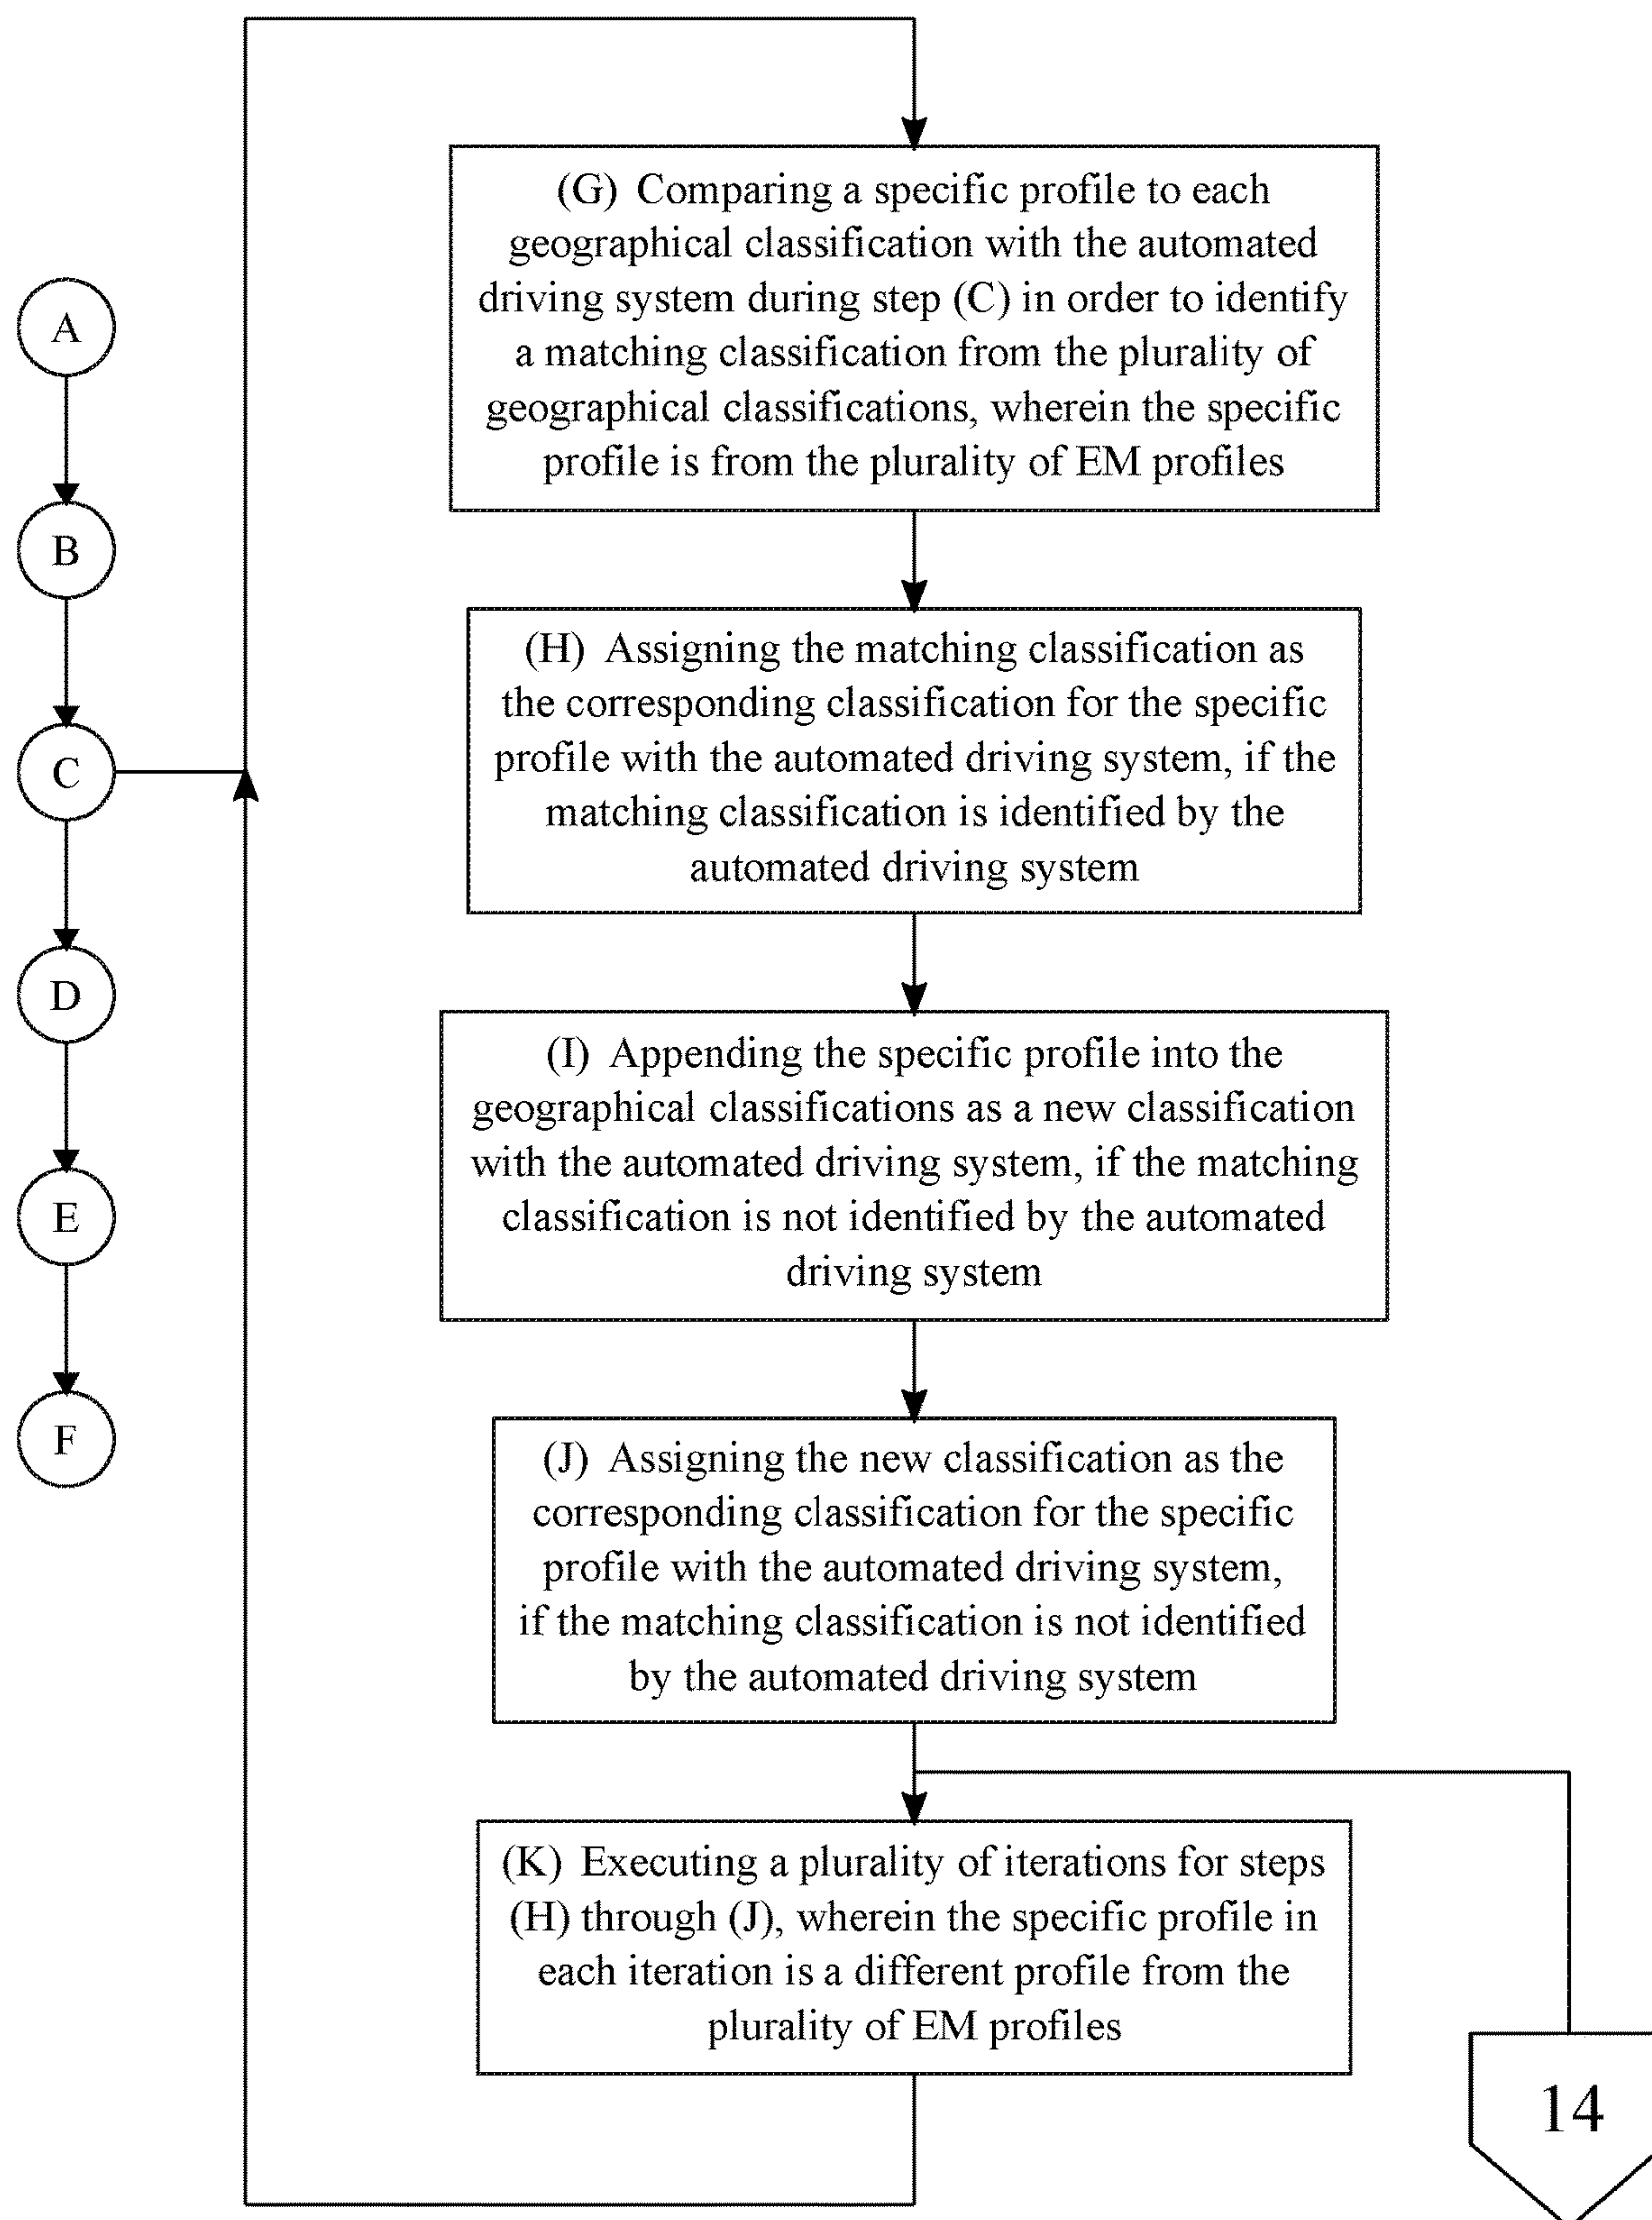 A
B
C
D
E
F
(G) Comparing a specific profile to each
geographical classification with the automated
driving system during step (C) in order to identify
a matching classification from the plurality of
geographical classifications, wherein the specific
profile is from the plurality of EM profiles
(H) Assigning the matching classification as
the corresponding classification for the specific
profile with the automated driving system, if the
matching classification is identified by the
automated driving system
(I) Appending the specific profile into the
geographical classifications as a new classification
with the automated driving system, if the matching
classification is not identified by the automated
driving system
(J) Assigning the new classification as the
corresponding classification for the specific
profile with the automated driving system,
if the matching classification is not identified
by the automated driving system
(K) Executing a plurality of iterations for steps
(H) through (J), wherein the specific profile in
each iteration is a different profile from the
plurality of EM profiles
14